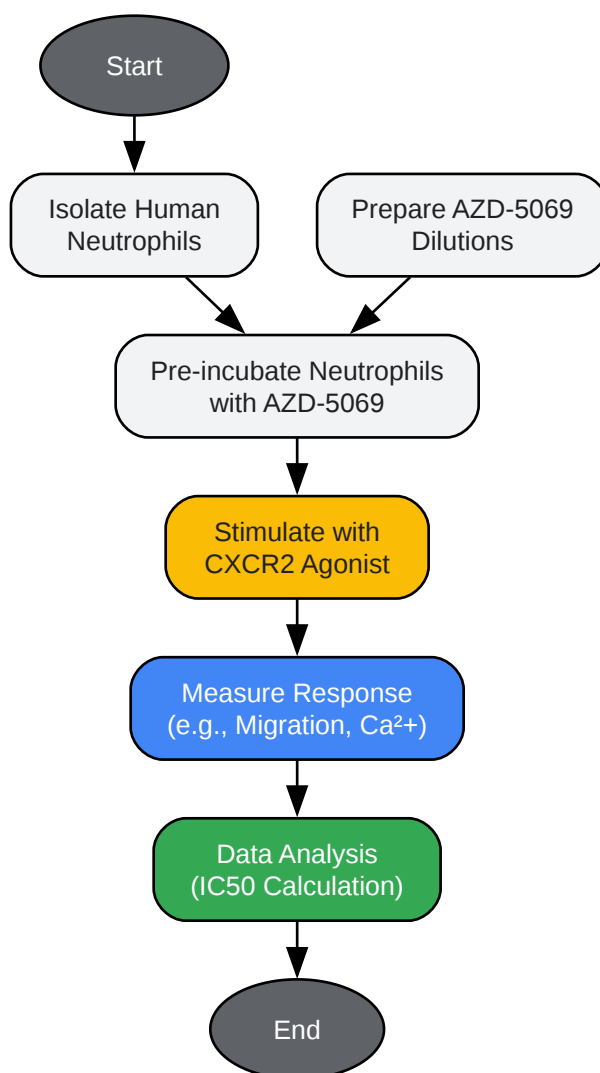 Start
Isolate Human
Neutrophils
Prepare AZD-5069
Dilutions
Pre-incubate Neutrophils
with AZD-5069
Stimulate with
CXCR2 Agonist
Measure Response
(e.g., Migration, Ca²+)
Data Analysis
(IC50 Calculation)
End